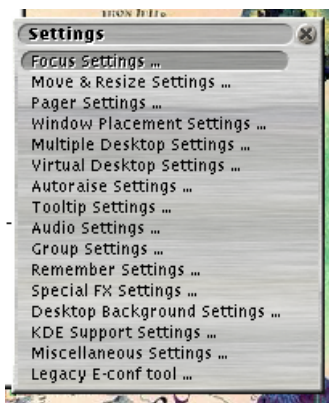 Settings
Focus Settings ...
Move & Resize Settings ...
Pager Settings ...
Window Placement Settings ...
Multiple Desktop Settings ...
Virtual Desktop Settings ...
Autoraise Settings ...
Tooltip Settings ...
Audio Settings ...
Group Settings ...
Remember Settings ...
Special FX Settings ...
Desktop Background Settings ...
KDE Support Settings ...
Miscellaneous Settings ...
Legacy E-conf tool ...